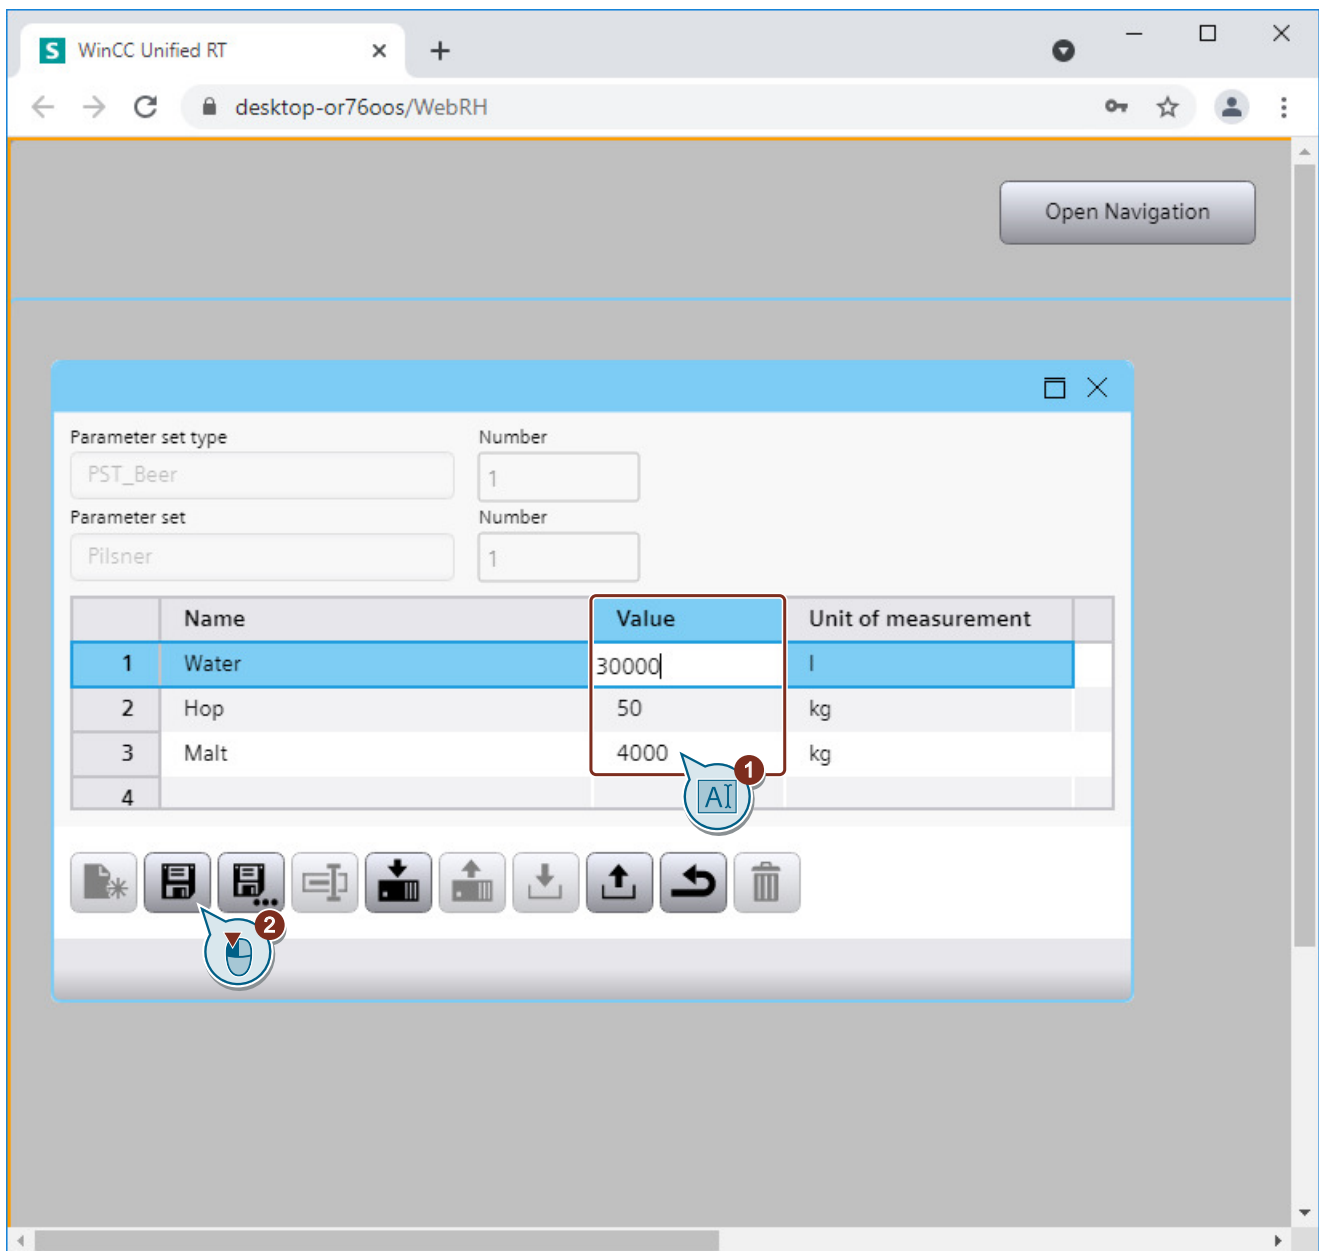 S WinCC Unified RT
desktop-or76oos/WebRH
Open Navigation
Parameter set type Number
PST_Beer 1
Parameter set Number
Pilsner 1
Name Value Unit of measurement
1 Water 30000 l
2 Hop 50 kg
3 Malt 4000 kg
4
1
A
2